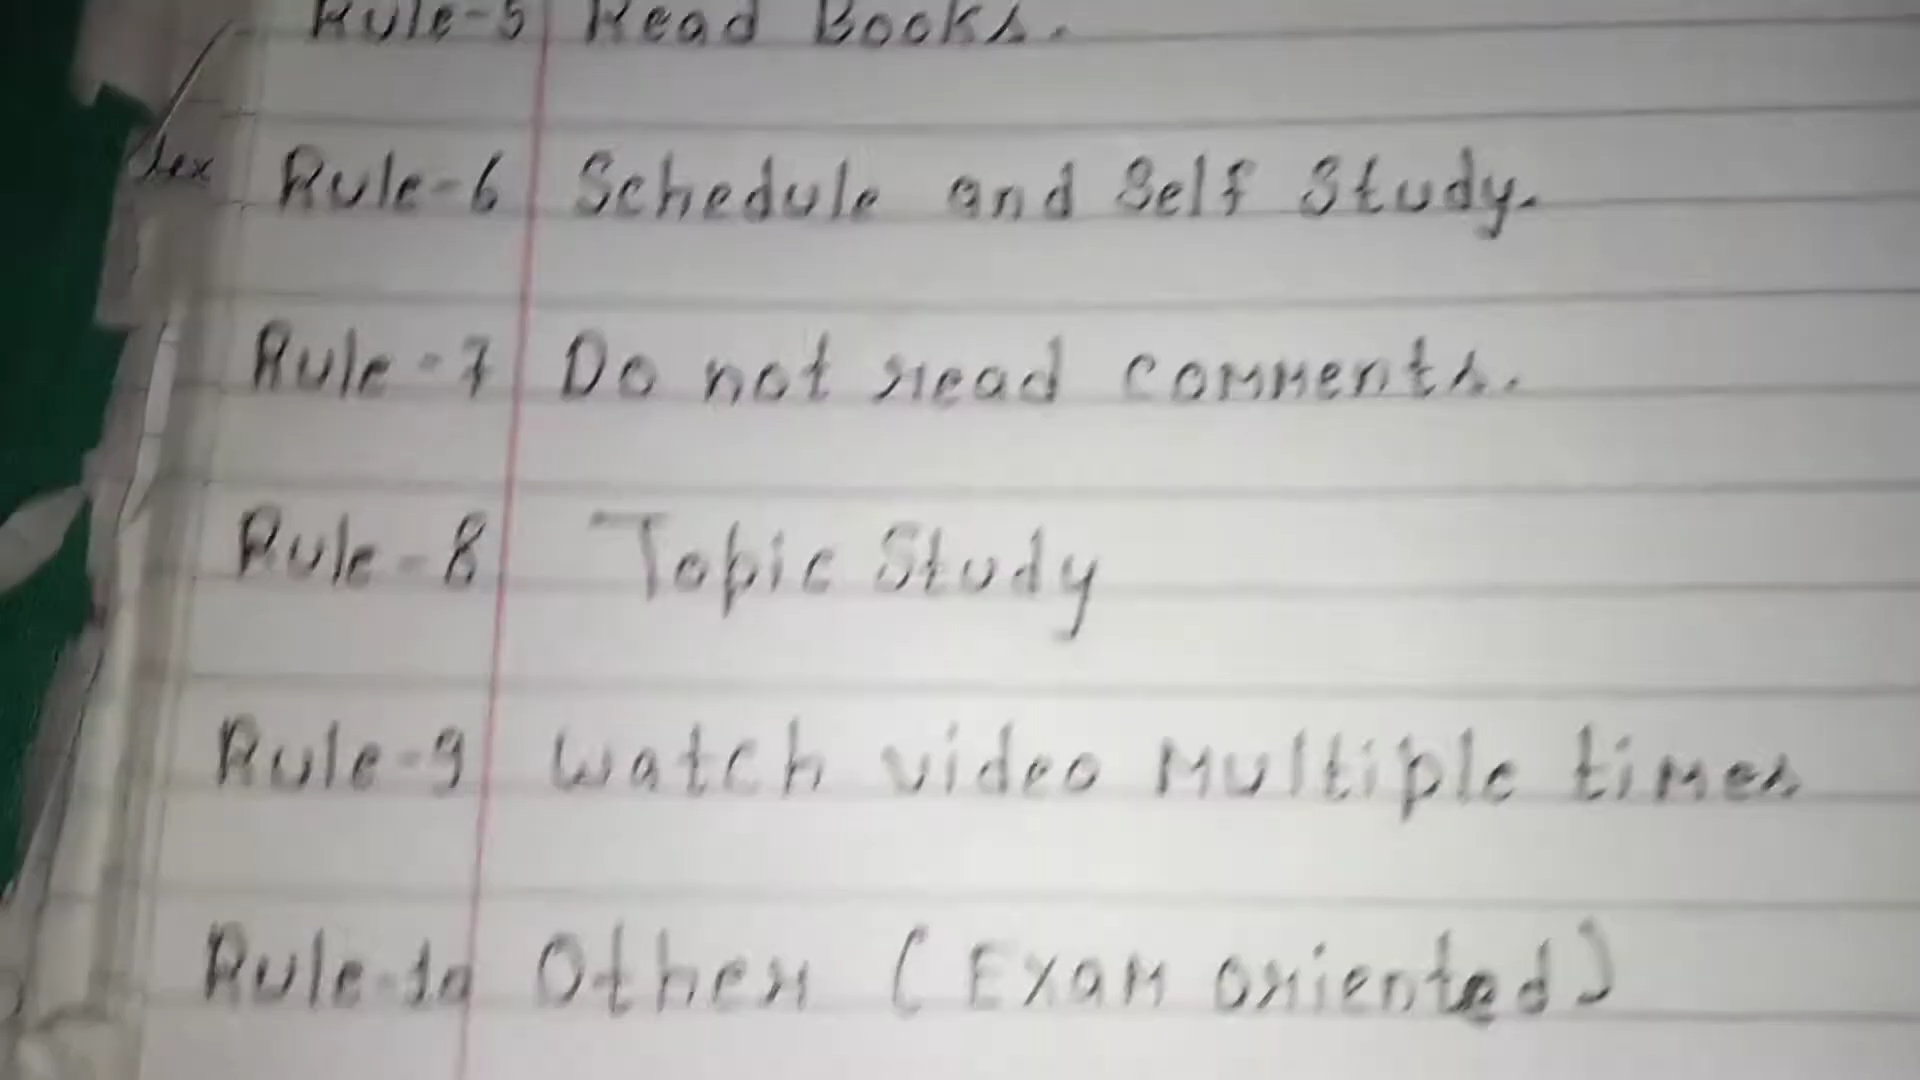 Rule-5 Read Books.
Rule-6 Schedule and Self Study.
Rule-7 Do not read comments.
Rule-8 Topic Study
Rule-9 watch video Multiple times
Rule-10 Other (Exam oriented)